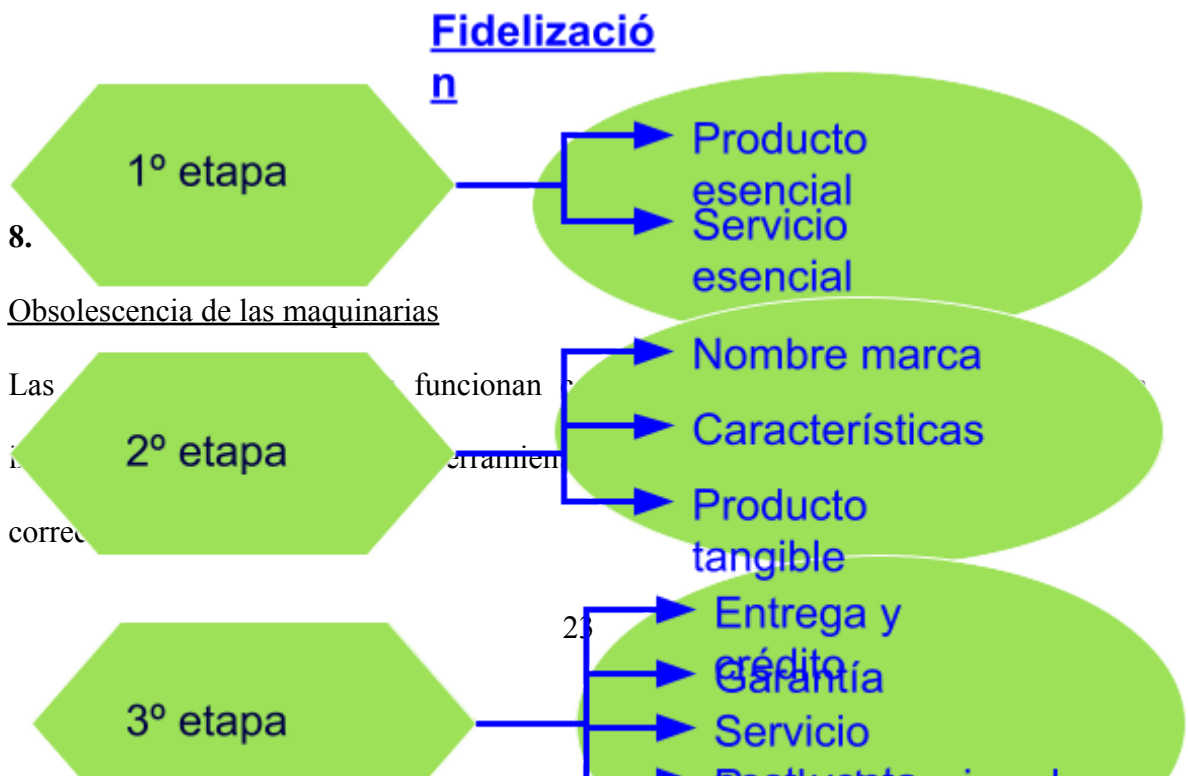 Fidelizació
n
1º etapa
Producto
esencial
Servicio
esencial
8.
Obsolescencia de las maquinarias
Nombre marca
Las funcionan
Características
2º etapa
Producto
tangible
23
Entrega y
crédito
Garantía
3º etapa
Servicio